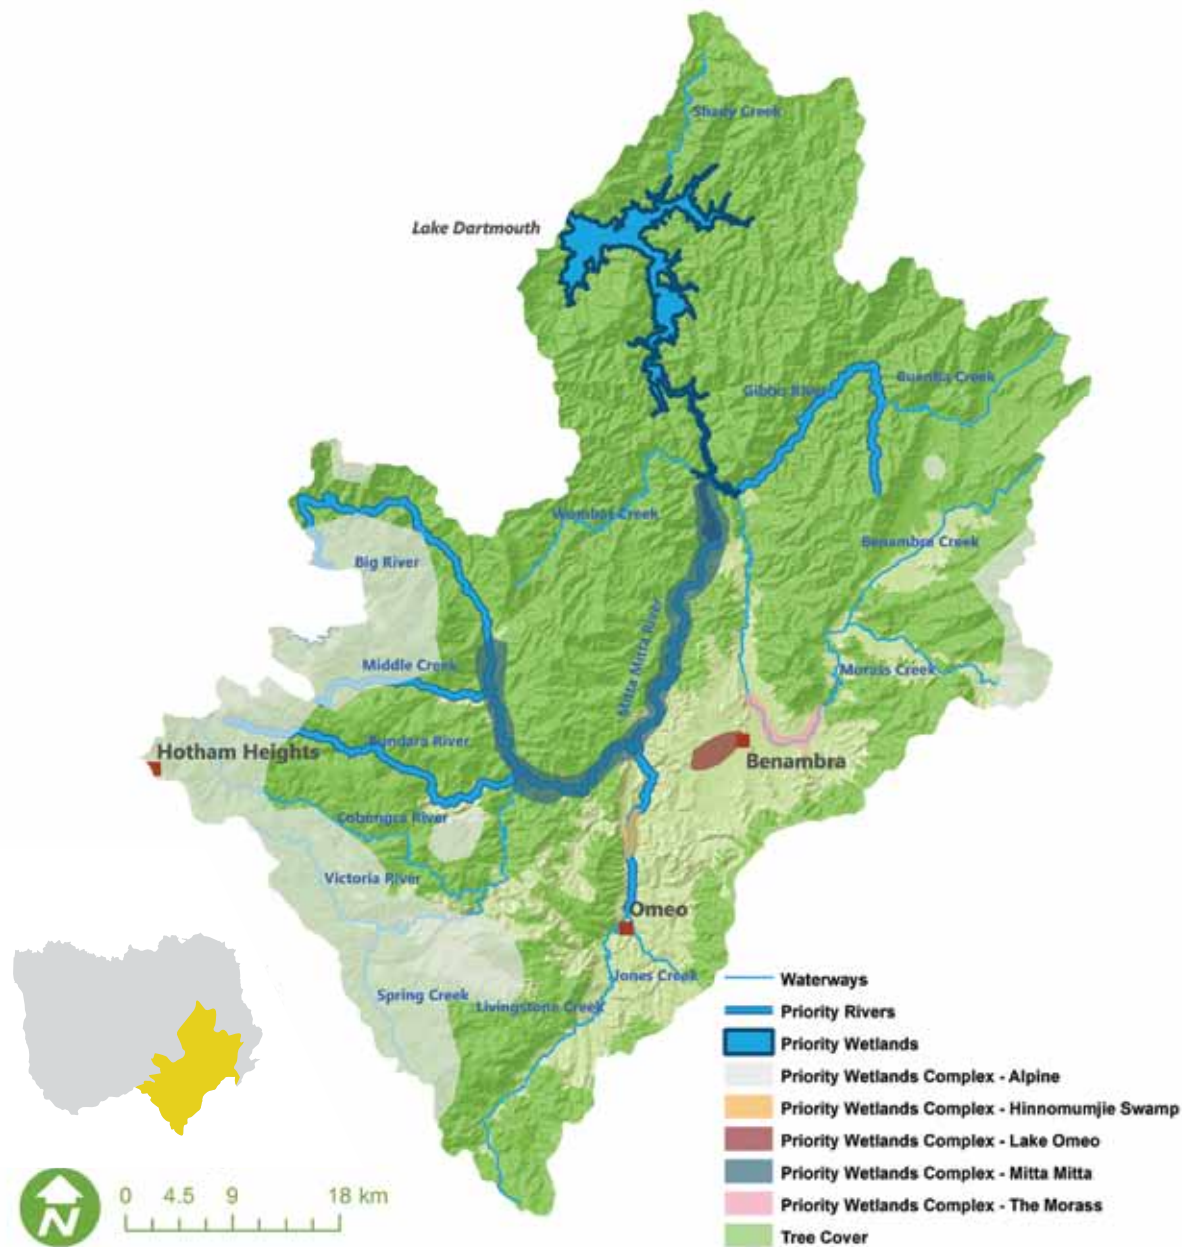 Shady Creek
Lake Dartmouth
Gibbo River
Buenba Creek
Wombat Creek
Benambra Creek
Big River
Mitta Mitta River
Middle Creek
Morass Creek
Bundara River
Hotham Heights
Benambra
Cobungra River
Victoria River
Omeo
Jones Creek
Spring Creek
Livingstone Creek
Waterways
Priority Rivers
Priority Wetlands
Priority Wetlands Complex - Alpine
Priority Wetlands Complex - Hinnomumjie Swamp
Priority Wetlands Complex - Lake Omeo
Priority Wetlands Complex - Mitta Mitta
Priority Wetlands Complex - The Morass
Tree Cover
N
0 4.5 9 18 km